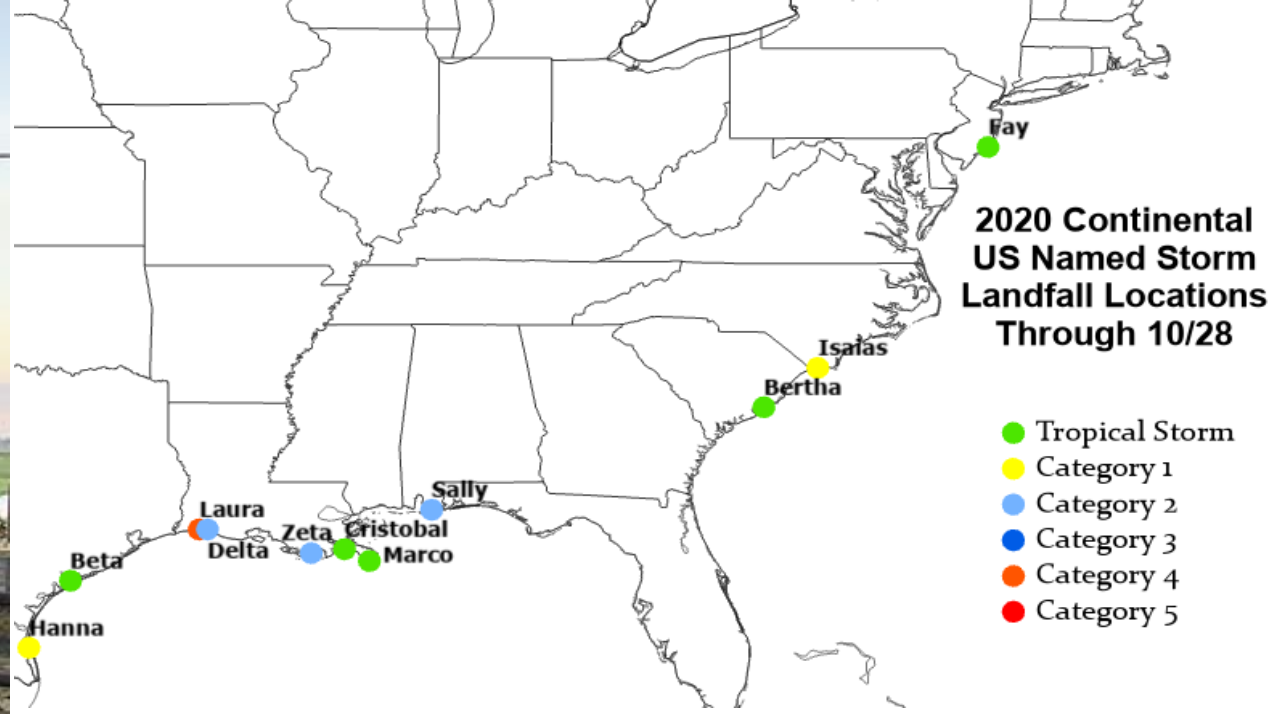 Fay
2020 Continental
US Named Storm
Landfall Locations
Through 10/28
Isaias
Bertha
Tropical Storm
Category 1
Category 2
Category 3
Category 4
Category 5
Sally
Laura
Zeta
Cristobal
Delta
Marco
Beta
Hanna